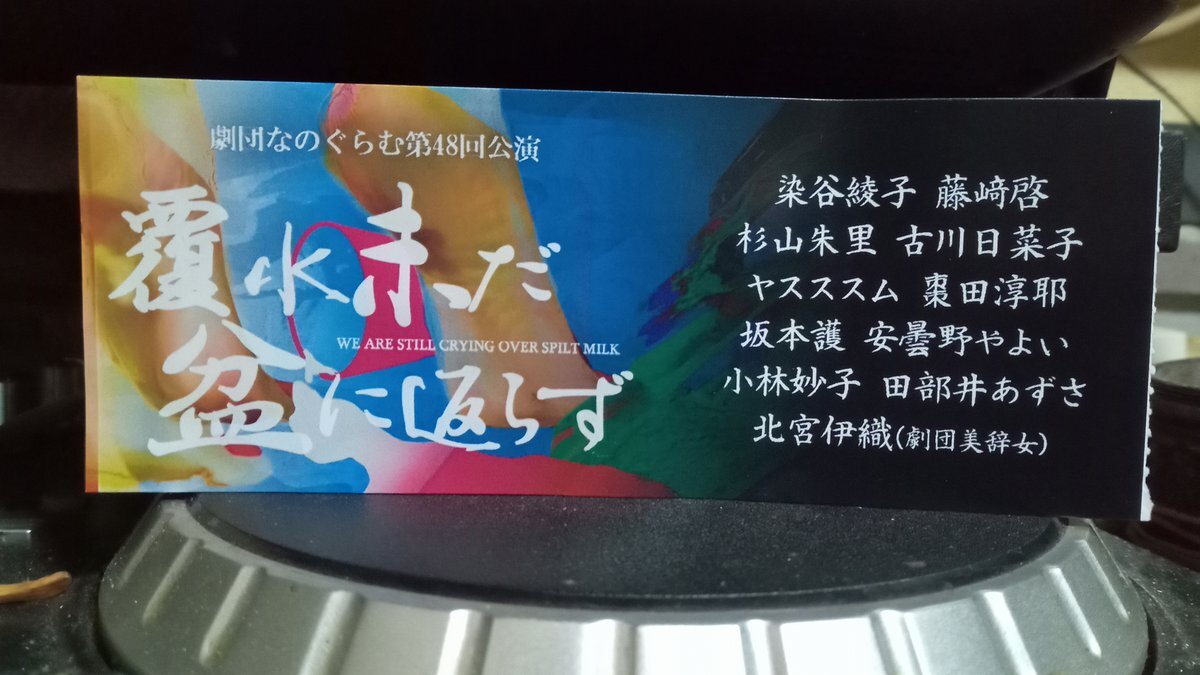 劇団なのぐらむ第48回公演
覆水未だ
WE ARE STILL CRYING OVER SPILT MILK
盆に返らず
染谷綾子 藤﨑啓
杉山朱里 古川日菜子
ヤスススム 棗田淳耶
坂本護 安曇野やよい
小林妙子 田部井あずさ
北宮伊織(劇団美辞女)